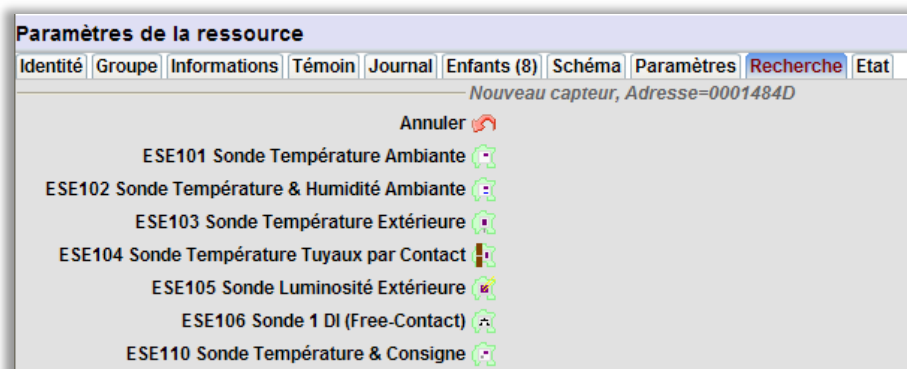 Paramètres de la ressource
Identité Groupe Informations Témoin Journal Enfants (8) Schéma Paramètres Recherche Etat
Nouveau capteur, Adresse=0001484D
Annuler
ESE101 Sonde Température Ambiante
ESE102 Sonde Température & Humidité Ambiante
ESE103 Sonde Température Extérieure
ESE104 Sonde Température Tuyaux par Contact
ESE105 Sonde Luminosité Extérieure
ESE106 Sonde 1 DI (Free-Contact)
ESE110 Sonde Température & Consigne